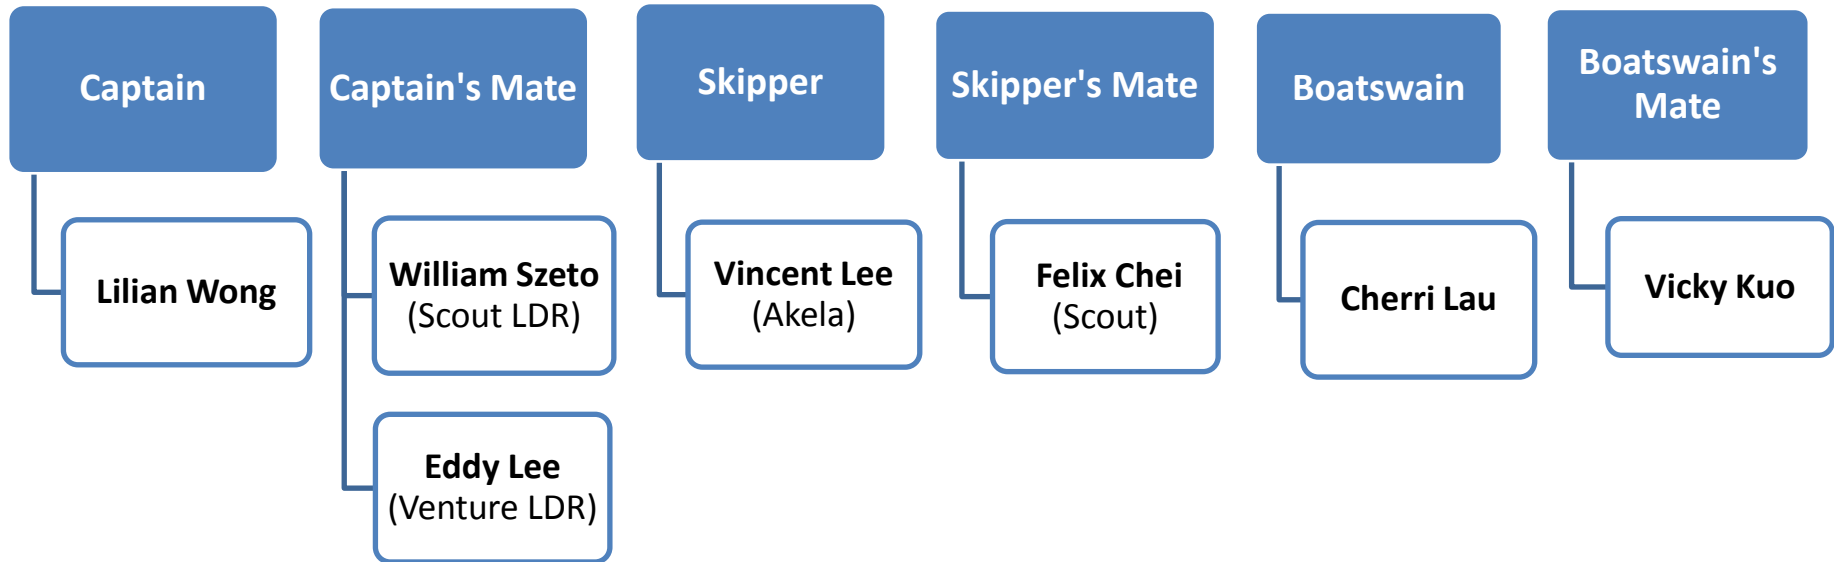 Captain
Captain's Mate
Skipper
Skipper's Mate
Boatswain
Boatswain's
Mate
Lilian Wong
William Szeto
(Scout LDR)
Eddy Lee
(Venture LDR)
Vincent Lee
(Akela)
Felix Chei
(Scout)
Cherri Lau
Vicky Kuo